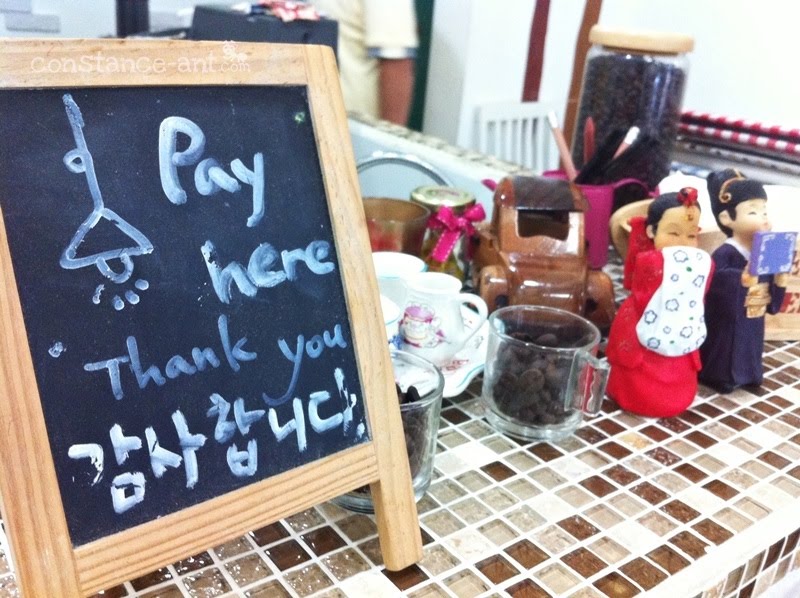 constance-ant.com
Pay
here
Thank you
감사합니다.